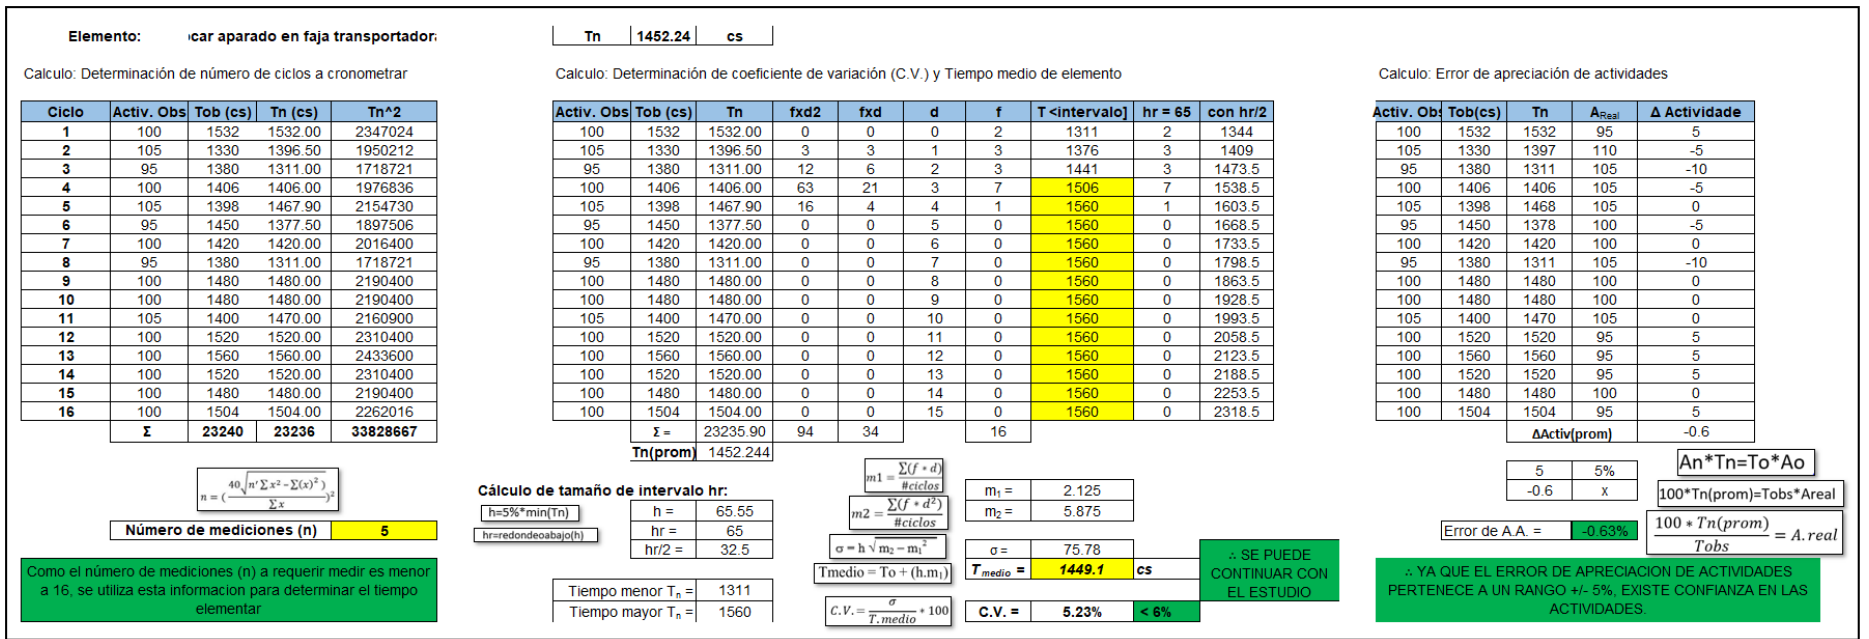 Elemento: ocar aparado en faja transportadora
Tn 1452.24 cs
Calculo: Determinación de número de ciclos a cronometrar
Ciclo Activ. Obs Tob (cs) Tn (cs) Tn^2
1 100 1532 1532.00 2347024
2 105 1330 1396.50 1950212
3 95 1380 1311.00 1718721
4 100 1406 1406.00 1976836
5 105 1398 1467.90 2154730
6 95 1450 1377.50 1897506
7 100 1420 1420.00 2016400
8 95 1380 1311.00 1718721
9 100 1480 1480.00 2190400
10 100 1480 1480.00 2190400
11 105 1400 1470.00 2160900
12 100 1520 1520.00 2310400
13 100 1560 1560.00 2433600
14 100 1520 1520.00 2310400
15 100 1480 1480.00 2190400
16 100 1504 1504.00 2262016
Σ 23240 23236 33828667
n = (40√(n'∑x² −∑(x)²) / ∑x)²
Número de mediciones (n) 5
Como el número de mediciones (n) a requerir medir es menor
a 16, se utiliza esta informacion para determinar el tiempo
elementar
Calculo: Determinación de coeficiente de variación (C.V.) y Tiempo medio de elemento
Activ. Obs Tob (cs) Tn fxd2 fxd d f T <intervalo] hr = 65 con hr/2
100 1532 1532.00 0 0 0 2 1311 2 1344
105 1330 1396.50 3 3 1 3 1376 3 1409
95 1380 1311.00 12 6 2 3 1441 3 1473.5
100 1406 1406.00 63 21 3 7 1506 7 1538.5
105 1398 1467.90 16 4 4 1 1560 1 1603.5
95 1450 1377.50 0 0 5 0 1560 0 1668.5
100 1420 1420.00 0 0 6 0 1560 0 1733.5
95 1380 1311.00 0 0 7 0 1560 0 1798.5
100 1480 1480.00 0 0 8 0 1560 0 1863.5
100 1480 1480.00 0 0 9 0 1560 0 1928.5
105 1400 1470.00 0 0 10 0 1560 0 1993.5
100 1520 1520.00 0 0 11 0 1560 0 2058.5
100 1560 1560.00 0 0 12 0 1560 0 2123.5
100 1520 1520.00 0 0 13 0 1560 0 2188.5
100 1480 1480.00 0 0 14 0 1560 0 2253.5
100 1504 1504.00 0 0 15 0 1560 0 2318.5
Σ = 23235.90 94 34 16
Tn(prom) 1452.244
Cálculo de tamaño de intervalo hr:
h=5%*min(Tn) h = 65.55
hr=redondeoabajo(h) hr = 65
hr/2 = 32.5
Tiempo menor Tn = 1311
Tiempo mayor Tn = 1560
m1 = ∑(f ∗ d) / #ciclos
m2 = ∑(f ∗ d²) / #ciclos
σ = h √(m₂ − m₁²)
Tmedio = To + (h.m₁)
C.V. = σ / T.medio ∗ 100
m₁ = 2.125
m₂ = 5.875
σ = 75.78
Tmedio = 1449.1 cs
C.V. = 5.23% < 6%
∴ SE PUEDE
CONTINUAR CON
EL ESTUDIO
Calculo: Error de apreciación de actividades
Activ. Obs Tob(cs) Tn AReal Δ Actividade
100 1532 1532 95 5
105 1330 1397 110 -5
95 1380 1311 105 -10
100 1406 1406 105 -5
105 1398 1468 105 0
95 1450 1378 100 -5
100 1420 1420 100 0
95 1380 1311 105 -10
100 1480 1480 100 0
100 1480 1480 100 0
105 1400 1470 105 0
100 1520 1520 95 5
100 1560 1560 95 5
100 1520 1520 95 5
100 1480 1480 100 0
100 1504 1504 95 5
ΔActiv(prom) -0.6
5 5%
-0.6 x
Error de A.A. = -0.63%
An*Tn=To*Ao
100*Tn(prom)=Tobs*Areal
100 ∗ Tn(prom) / Tobs = A.real
∴ YA QUE EL ERROR DE APRECIACION DE ACTIVIDADES
PERTENECE A UN RANGO +/- 5%, EXISTE CONFIANZA EN LAS
ACTIVIDADES.